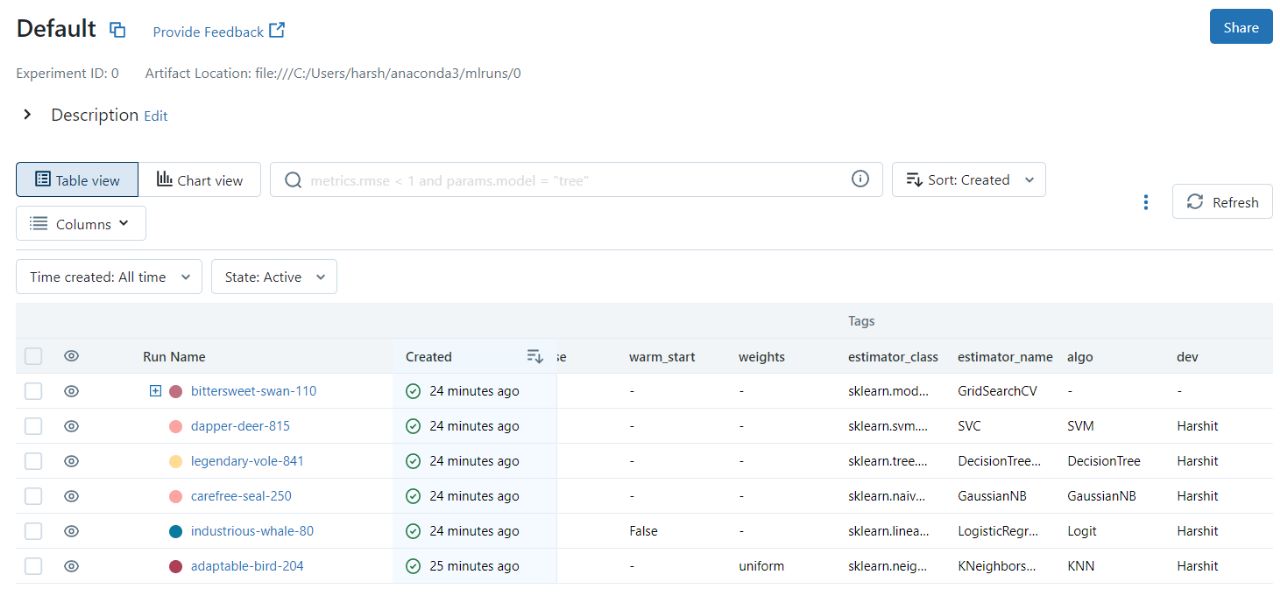 Default Provide Feedback Share
Experiment ID: 0 Artifact Location: file:///C:/Users/harsh/anaconda3/mlruns/0
Description Edit
Table view Chart view metrics.rmse < 1 and params.model = "tree" Sort: Created
Refresh
Columns
Time created: All time State: Active
Tags
Run Name Created se warm_start weights estimator_class estimator_name algo dev
bittersweet-swan-110 24 minutes ago - - sklearn.mod... GridSearchCV - -
dapper-deer-815 24 minutes ago - - sklearn.svm.... SVC SVM Harshit
legendary-vole-841 24 minutes ago - - sklearn.tree.... DecisionTree... DecisionTree Harshit
carefree-seal-250 24 minutes ago - - sklearn.naiv... GaussianNB GaussianNB Harshit
industrious-whale-80 24 minutes ago False - sklearn.linea... LogisticRegr... Logit Harshit
adaptable-bird-204 25 minutes ago - uniform sklearn.neig... KNeighbors... KNN Harshit